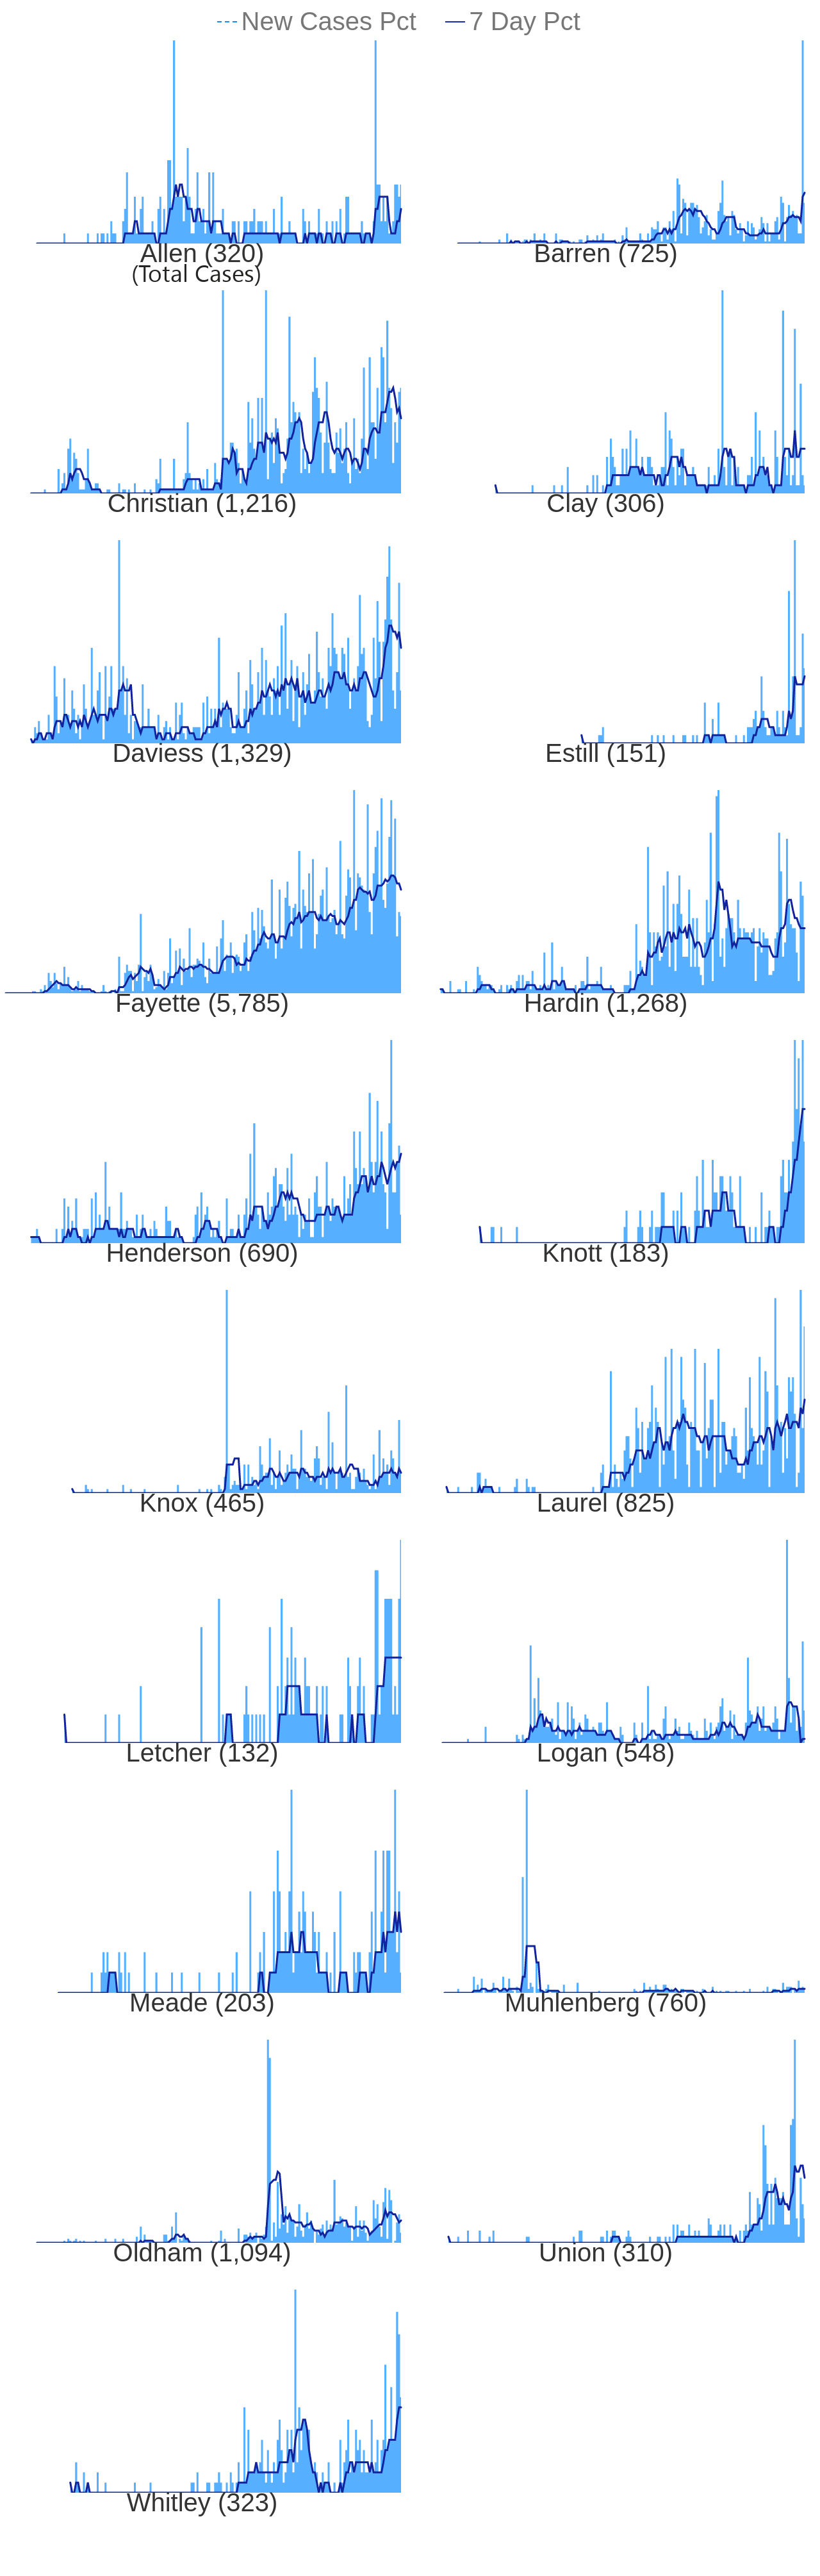 New Cases Pct 7 Day Pct
Allen (320) Barren (725)
(Total Cases)
Christian (1,216) Clay (306)
Daviess (1,329) Estill (151)
Fayette (5,785) Hardin (1,268)
Henderson (690) Knott (183)
Knox (465) Laurel (825)
Letcher (132) Logan (548)
Meade (203) Muhlenberg (760)
Oldham (1,094) Union (310)
Whitley (323)